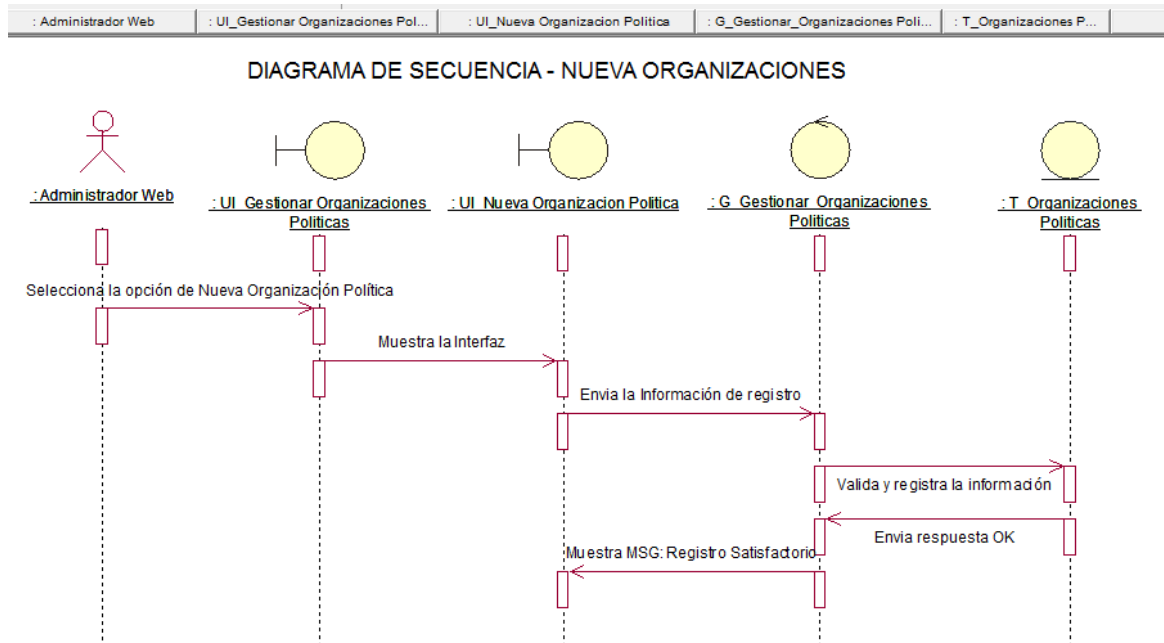 : Administrador Web
: UI_Gestionar Organizaciones Pol...
: UI_Nueva Organizacion Politica
: G_Gestionar_Organizaciones Poli...
: T_Organizaciones P...
DIAGRAMA DE SECUENCIA - NUEVA ORGANIZACIONES
: Administrador Web
: UI_Gestionar Organizaciones
Politicas
: UI_Nueva Organizacion Politica
: G_Gestionar_Organizaciones
Politicas
: T_Organizaciones
Politicas
Selecciona la opción de Nueva Organización Política
Muestra la Interfaz
Envia la Información de registro
Valida y registra la información
Envia respuesta OK
Muestra MSG: Registro Satisfactorio